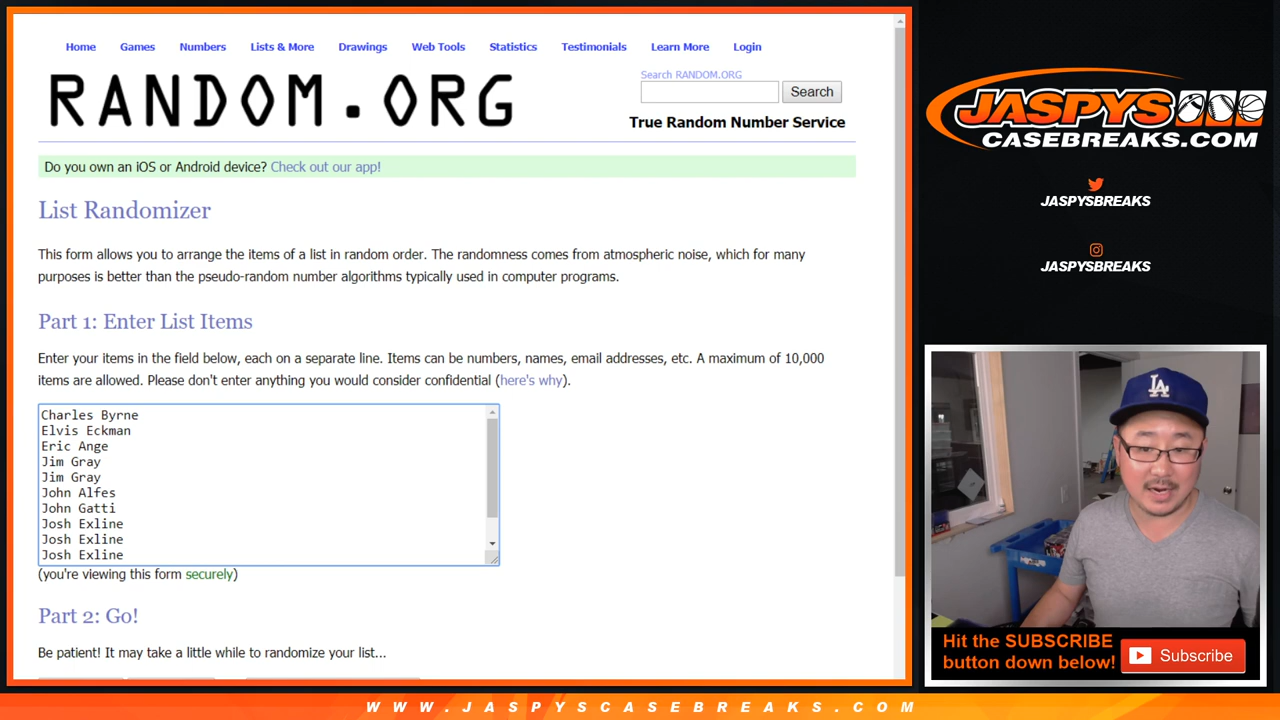 Home Games Numbers Lists & More Drawings Web Tools Statistics Testimonials Learn More Login
RANDOM.ORG
Search RANDOM.ORG
Search
True Random Number Service
Do you own an iOS or Android device? Check out our app!
List Randomizer
This form allows you to arrange the items of a list in random order. The randomness comes from atmospheric noise, which for many
purposes is better than the pseudo-random number algorithms typically used in computer programs.
Part 1: Enter List Items
Enter your items in the field below, each on a separate line. Items can be numbers, names, email addresses, etc. A maximum of 10,000
items are allowed. Please don't enter anything you would consider confidential (here's why).
Charles Byrne
Elvis Eckman
Eric Ange
Jim Gray
Jim Gray
John Alfes
John Gatti
Josh Exline
Josh Exline
Josh Exline
(you're viewing this form securely)
Part 2: Go!
Be patient! It may take a little while to randomize your list...
JASPYS
CASEBREAKS.COM
JASPYSBREAKS
JASPYSBREAKS
LA
Hit the SUBSCRIBE
button down below!
Subscribe
WWW.JASPYSCASEBREAKS.COM